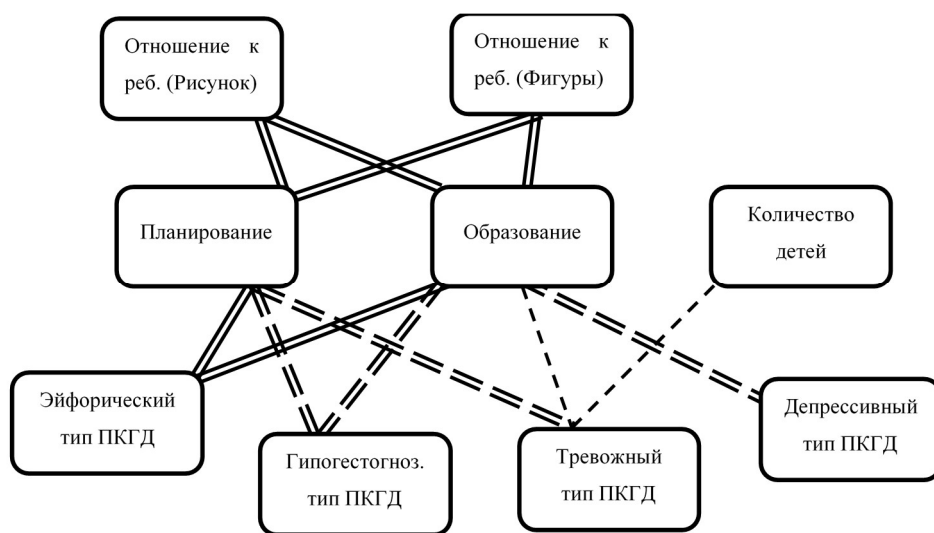 Отношение к
реб. (Рисунок)
Отношение к
реб. (Фигуры)
Планирование
Образование
Количество
детей
Эйфорический
тип ПКГД
Гипогестогноз.
тип ПКГД
Тревожный
тип ПКГД
Депрессивный
тип ПКГД